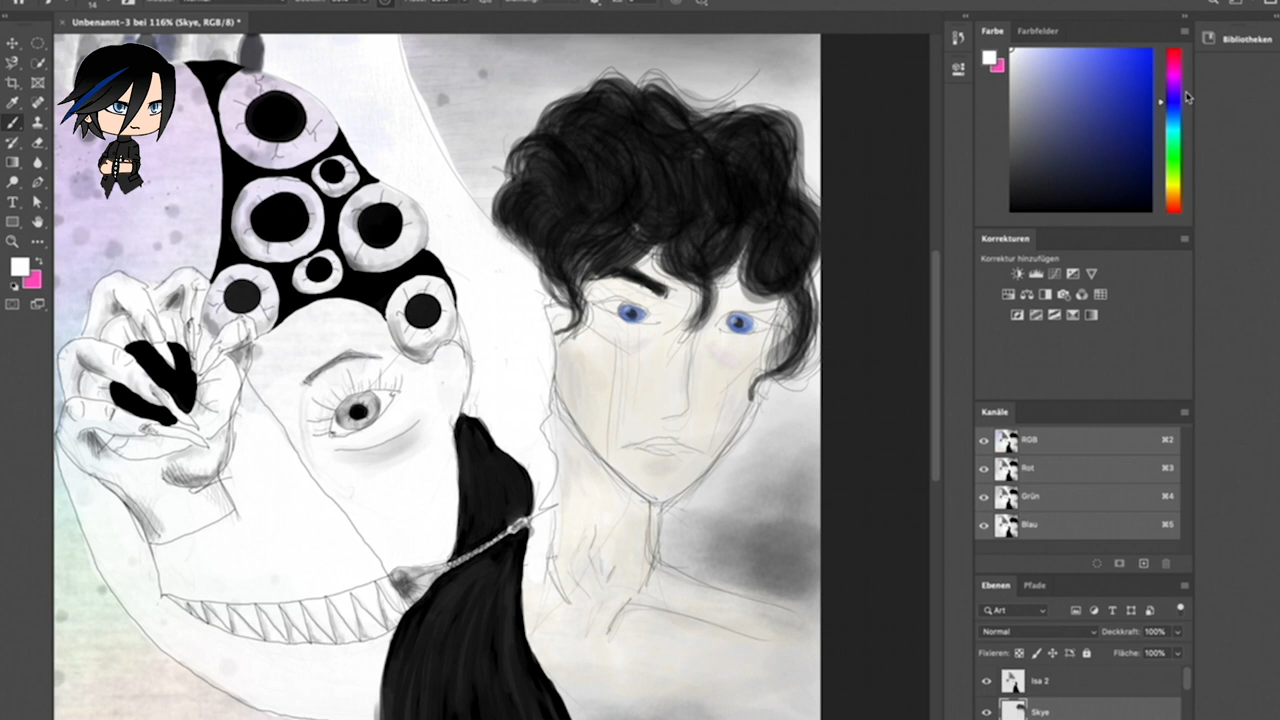 14
Unbenannt-3 bei 116% (Skye, RGB/8) *
Farbe
Farbfelder
Bibliotheken
Korrekturen
Korrektur hinzufügen
Kanäle
RGB ⌘2
Rot ⌘3
Grün ⌘4
Blau ⌘5
Ebenen
Pfade
Art
Normal
Deckkraft: 100%
Fixieren:
Fläche: 100%
Isa 2
Skye